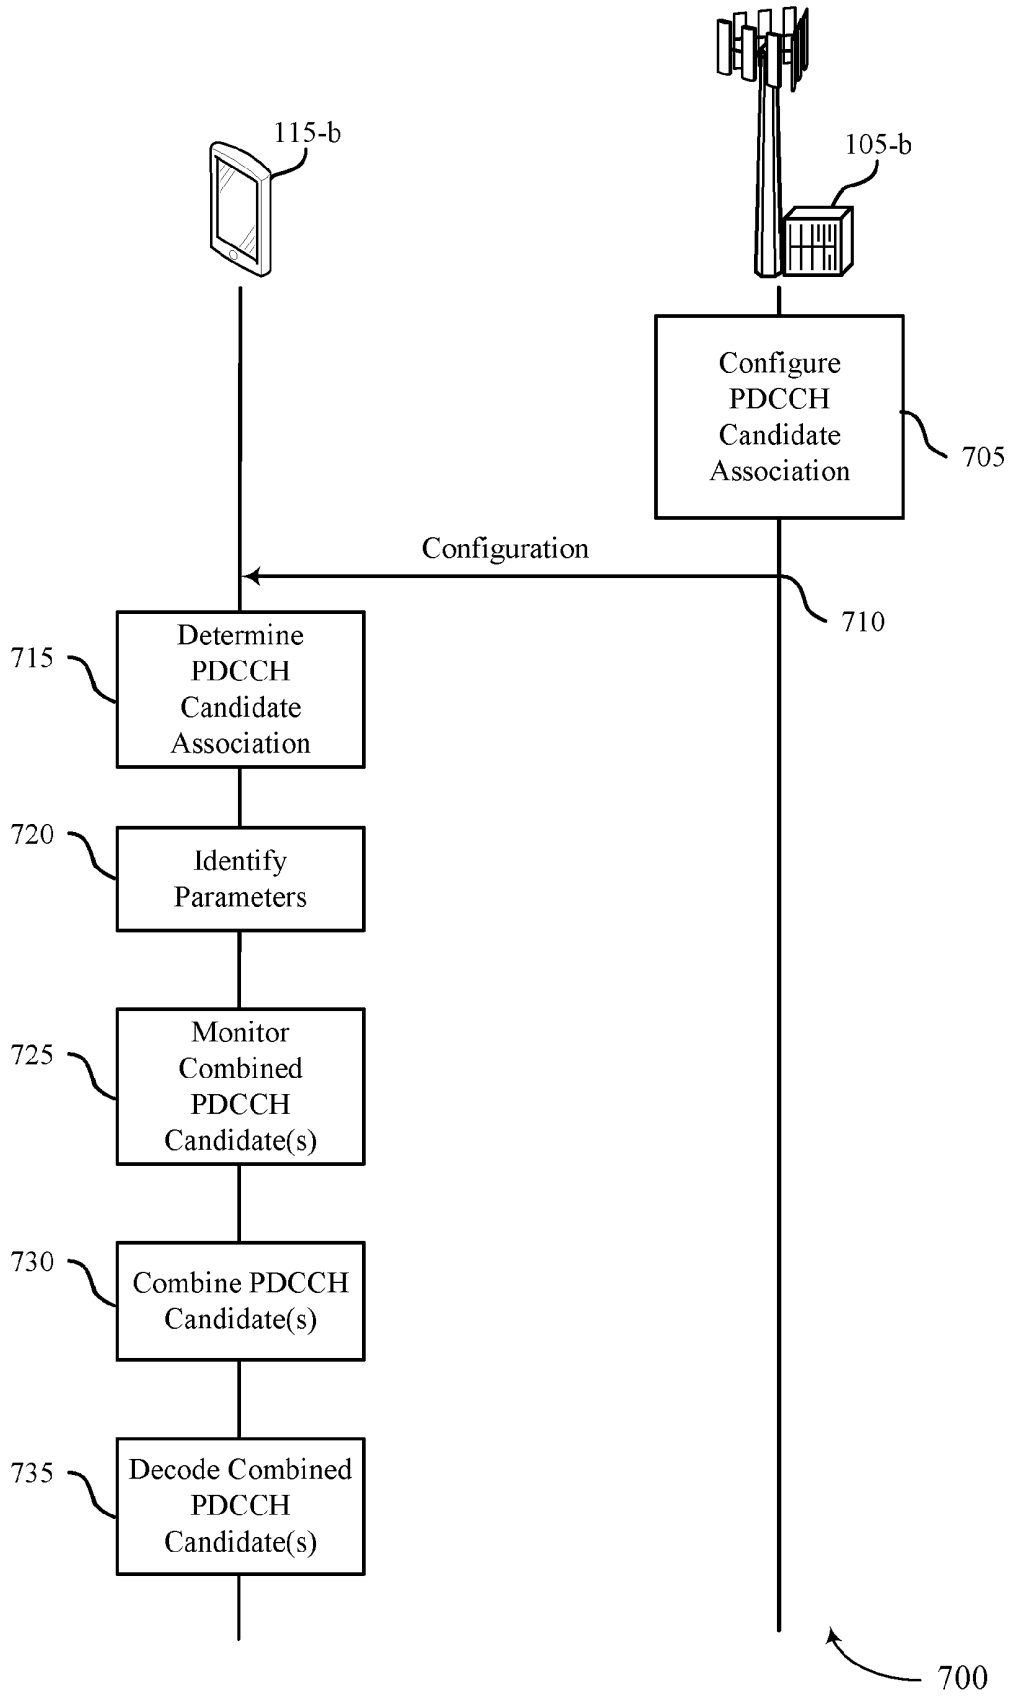 115-b
105-b
Configure
PDCCH
Candidate
Association
705
Configuration
710
715
Determine
PDCCH
Candidate
Association
720
Identify
Parameters
725
Monitor
Combined
PDCCH
Candidate(s)
730
Combine PDCCH
Candidate(s)
735
Decode Combined
PDCCH
Candidate(s)
700